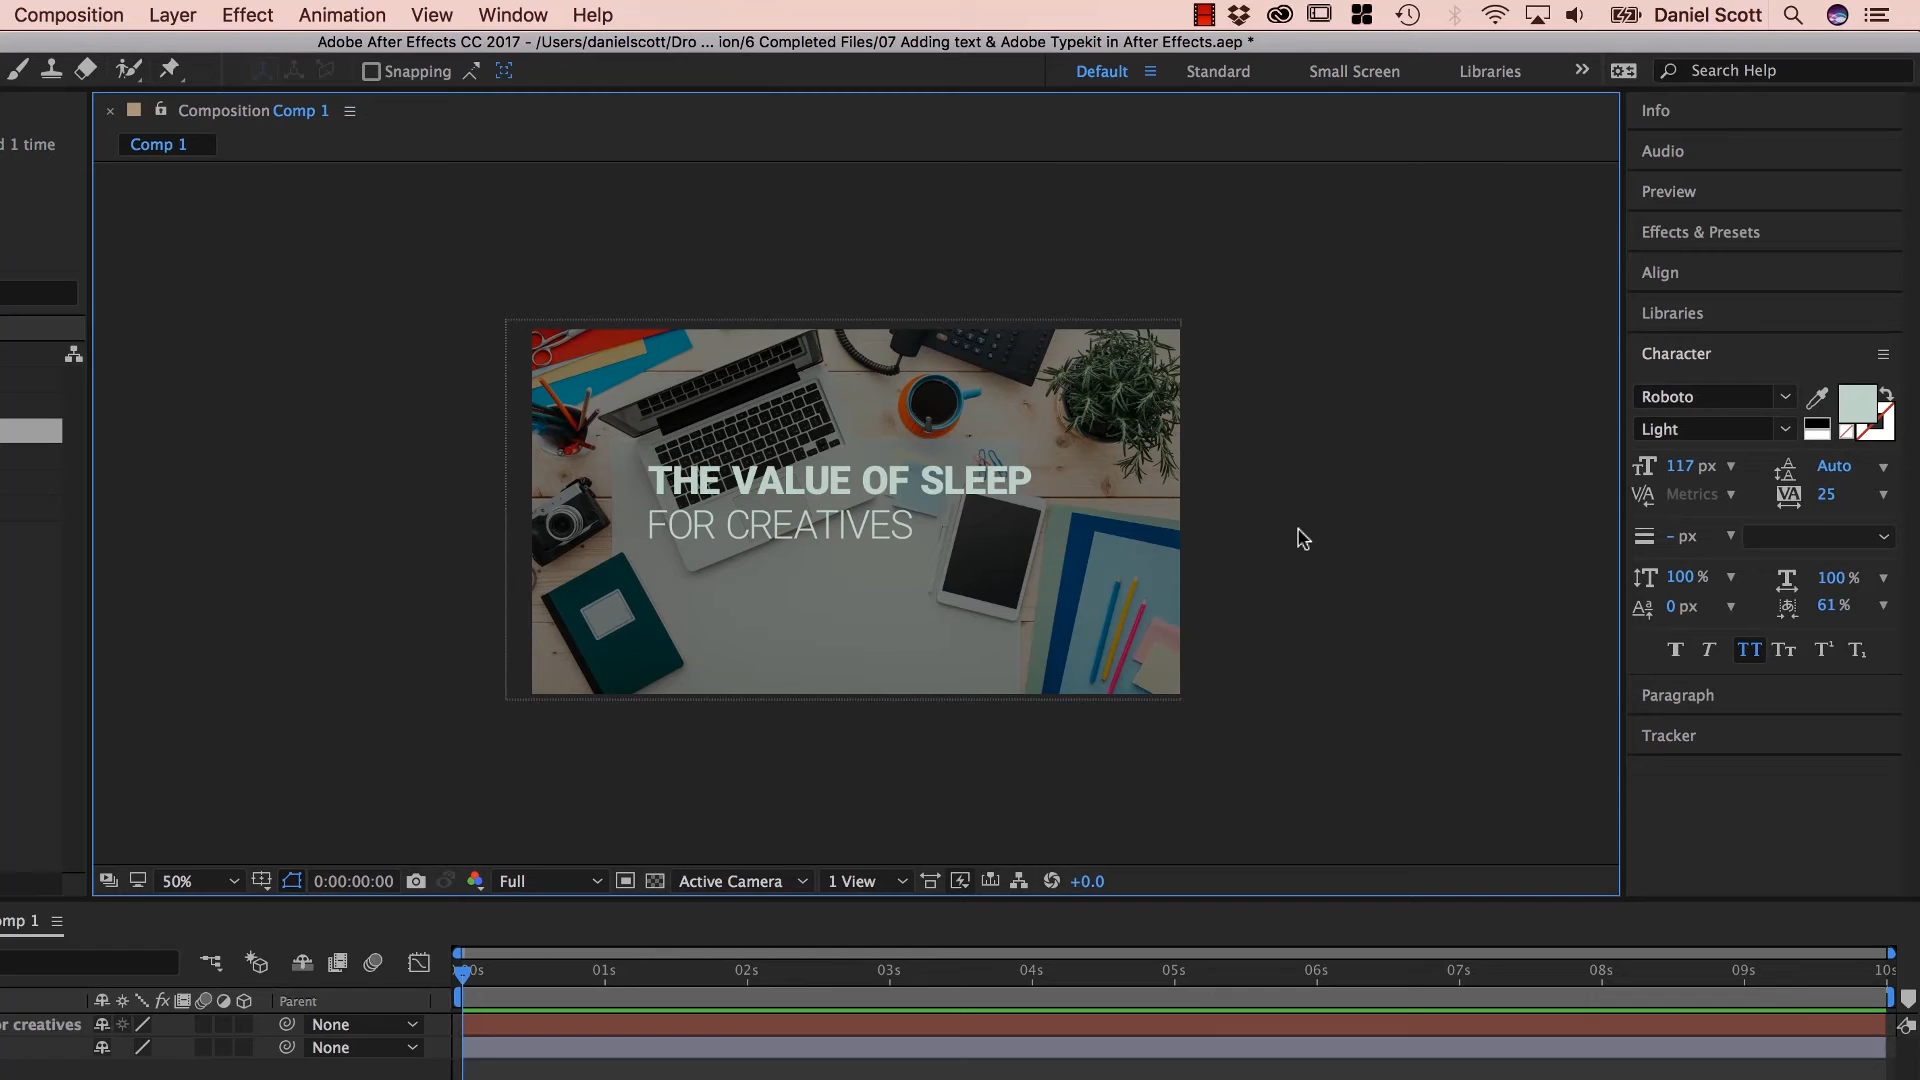 Composition Layer Effect Animation View Window Help Daniel Scott
Adobe After Effects CC 2017 - /Users/danielscott/Dro ... ion/6 Completed Files/07 Adding text & Adobe Typekit in After Effects.aep *
Snapping Default Standard Small Screen Libraries Search Help
Composition Comp 1
Comp 1
d 1 time
THE VALUE OF SLEEP
FOR CREATIVES
Info
Audio
Preview
Effects & Presets
Align
Libraries
Character
Roboto
Light
117 px Auto
Metrics 25
- px
100 % 100 %
0 px 61 %
Paragraph
Tracker
50% 0:00:00:00 Full Active Camera 1 View +0.0
omp 1
00s 01s 02s 03s 04s 05s 06s 07s 08s 09s 10s
fx Parent
or creatives None
None